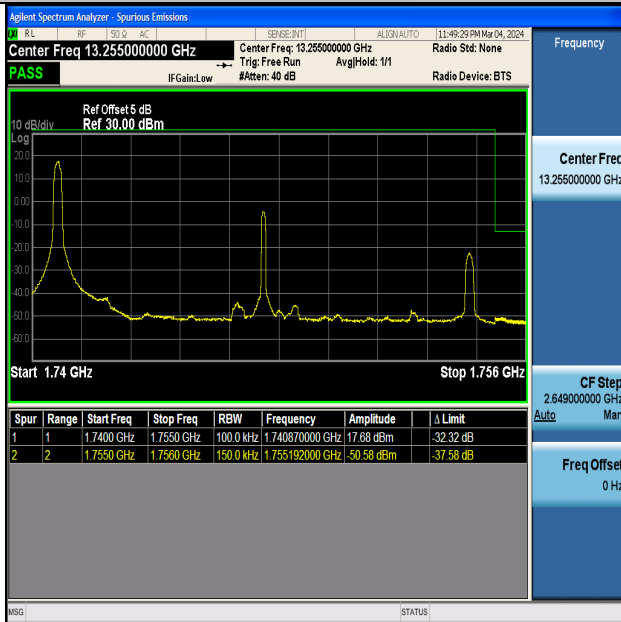 Agilent Spectrum Analyzer - Spurious Emissions
RL RF 50 Ω AC SENSE:INT ALIGNAUTO 11:49:29 PM Mar 04, 2024
Center Freq 13.255000000 GHz
Center Freq: 13.255000000 GHz
Radio Std: None
Trig: Free Run Avg|Hold: 1/1
PASS
IFGain:Low
#Atten: 40 dB
Radio Device: BTS
Ref Offset 5 dB
10 dB/div Ref 30.00 dBm
Log
20.0
10.0
0.00
-10.0
-20.0
-30.0
-40.0
-50.0
-60.0
Start 1.74 GHz Stop 1.756 GHz
Spur Range Start Freq Stop Freq RBW Frequency Amplitude Δ Limit
1 1 1.7400 GHz 1.7550 GHz 100.0 kHz 1.740870000 GHz 17.68 dBm -32.32 dB
2 2 1.7550 GHz 1.7560 GHz 150.0 kHz 1.755192000 GHz -50.58 dBm -37.58 dB
MSG STATUS
Frequency
Center Freq
13.255000000 GHz
CF Step
2.649000000 GHz
Auto Man
Freq Offset
0 Hz